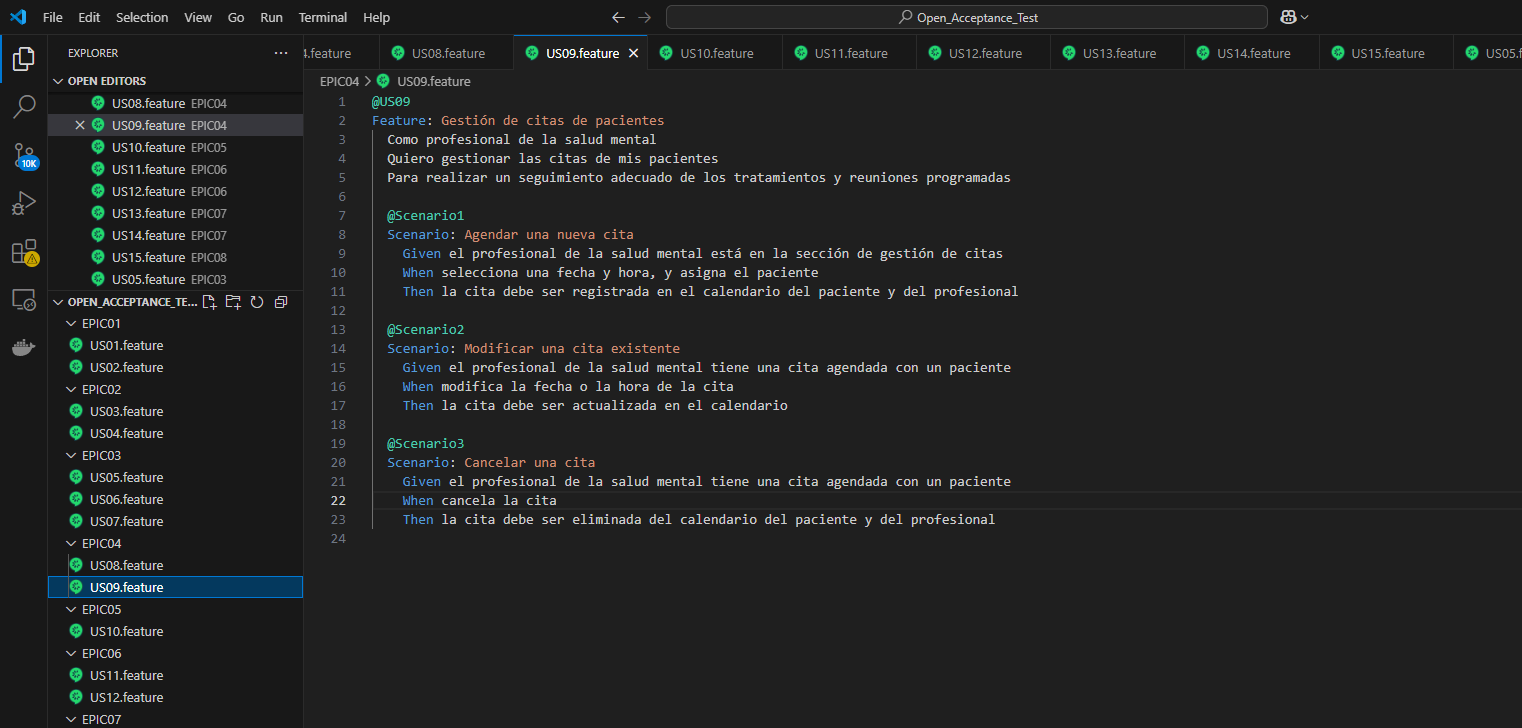 File Edit Selection View Go Run Terminal Help
Open_Acceptance_Test
EXPLORER
OPEN EDITORS
US08.feature EPIC04
US09.feature EPIC04
US10.feature EPIC05
US11.feature EPIC06
US12.feature EPIC06
US13.feature EPIC07
US14.feature EPIC07
US15.feature EPIC08
US05.feature EPIC03
10K
OPEN_ACCEPTANCE_TE...
EPIC01
US01.feature
US02.feature
EPIC02
US03.feature
US04.feature
EPIC03
US05.feature
US06.feature
US07.feature
EPIC04
US08.feature
US09.feature
EPIC05
US10.feature
EPIC06
US11.feature
US12.feature
EPIC07
4.feature US08.feature US09.feature US10.feature US11.feature US12.feature US13.feature US14.feature US15.feature US05.f
EPIC04 > US09.feature
1 @US09
2 Feature: Gestión de citas de pacientes
3 Como profesional de la salud mental
4 Quiero gestionar las citas de mis pacientes
5 Para realizar un seguimiento adecuado de los tratamientos y reuniones programadas
6
7 @Scenario1
8 Scenario: Agendar una nueva cita
9 Given el profesional de la salud mental está en la sección de gestión de citas
10 When selecciona una fecha y hora, y asigna el paciente
11 Then la cita debe ser registrada en el calendario del paciente y del profesional
12
13 @Scenario2
14 Scenario: Modificar una cita existente
15 Given el profesional de la salud mental tiene una cita agendada con un paciente
16 When modifica la fecha o la hora de la cita
17 Then la cita debe ser actualizada en el calendario
18
19 @Scenario3
20 Scenario: Cancelar una cita
21 Given el profesional de la salud mental tiene una cita agendada con un paciente
22 When cancela la cita
23 Then la cita debe ser eliminada del calendario del paciente y del profesional
24